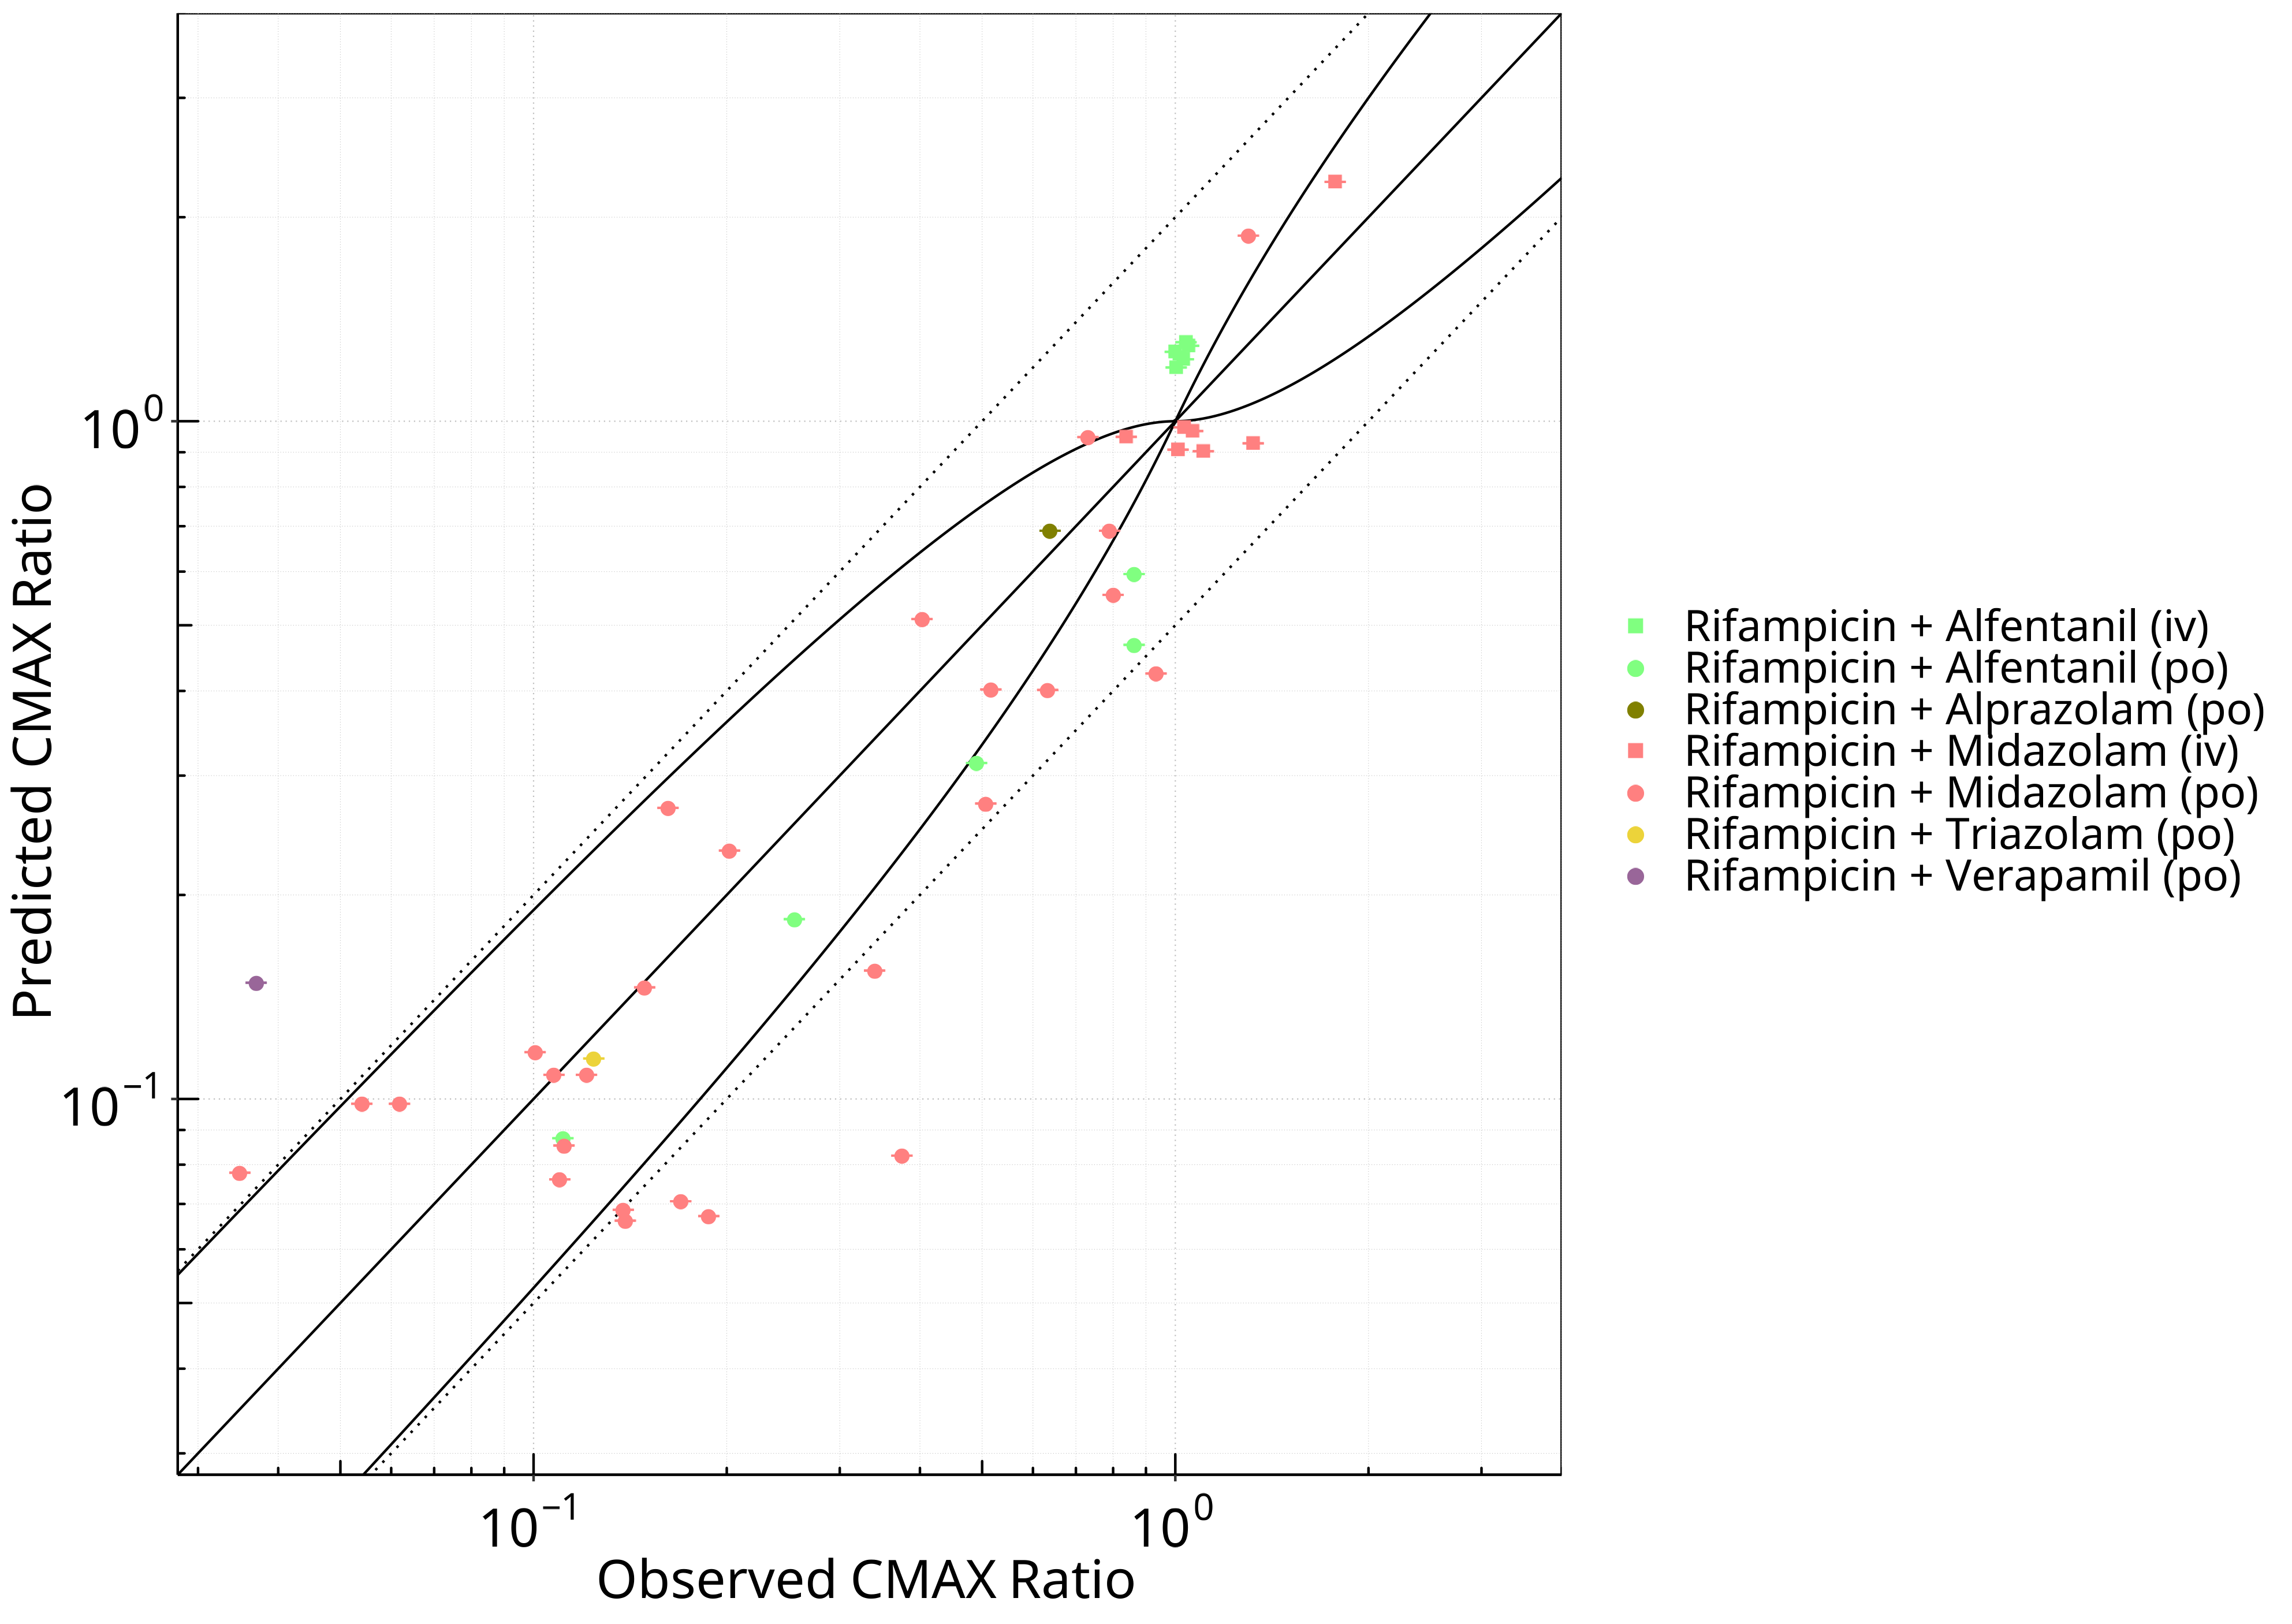 Predicted CMAX Ratio
10⁰
10⁻¹
10⁻¹
10⁰
Observed CMAX Ratio
Rifampicin + Alfentanil (iv)
Rifampicin + Alfentanil (po)
Rifampicin + Alprazolam (po)
Rifampicin + Midazolam (iv)
Rifampicin + Midazolam (po)
Rifampicin + Triazolam (po)
Rifampicin + Verapamil (po)